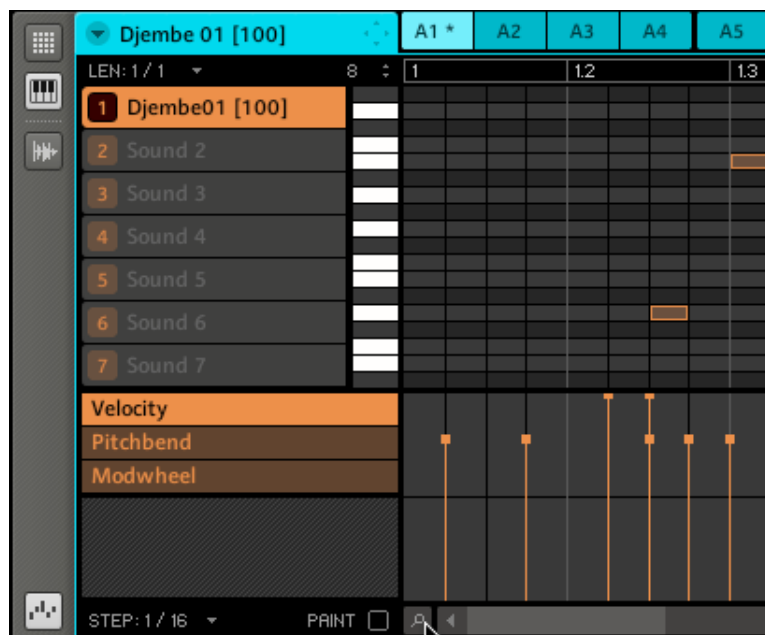 Djembe 01 [100] A1 * A2 A3 A4 A5
LEN: 1 / 1 8 1 1.2 1.3
1 Djembe01 [100]
2 Sound 2
3 Sound 3
4 Sound 4
5 Sound 5
6 Sound 6
7 Sound 7
Velocity
Pitchbend
Modwheel
STEP: 1 / 16 PAINT